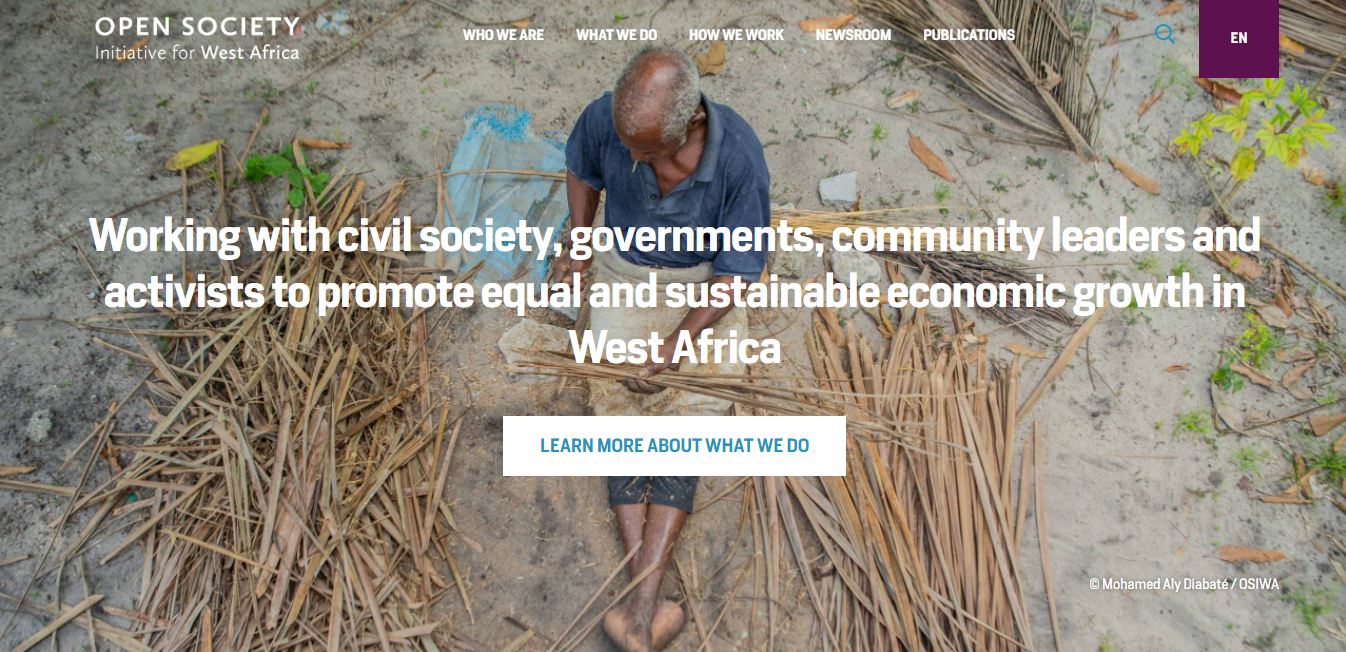 OPEN SOCIETY
Initiative for West Africa
WHO WE ARE
WHAT WE DO
HOW WE WORK
NEWSROOM
PUBLICATIONS
EN
Working with civil society, governments, community leaders and
activists to promote equal and sustainable economic growth in
West Africa
LEARN MORE ABOUT WHAT WE DO
© Mohamed Aly Diabaté / OSIWA